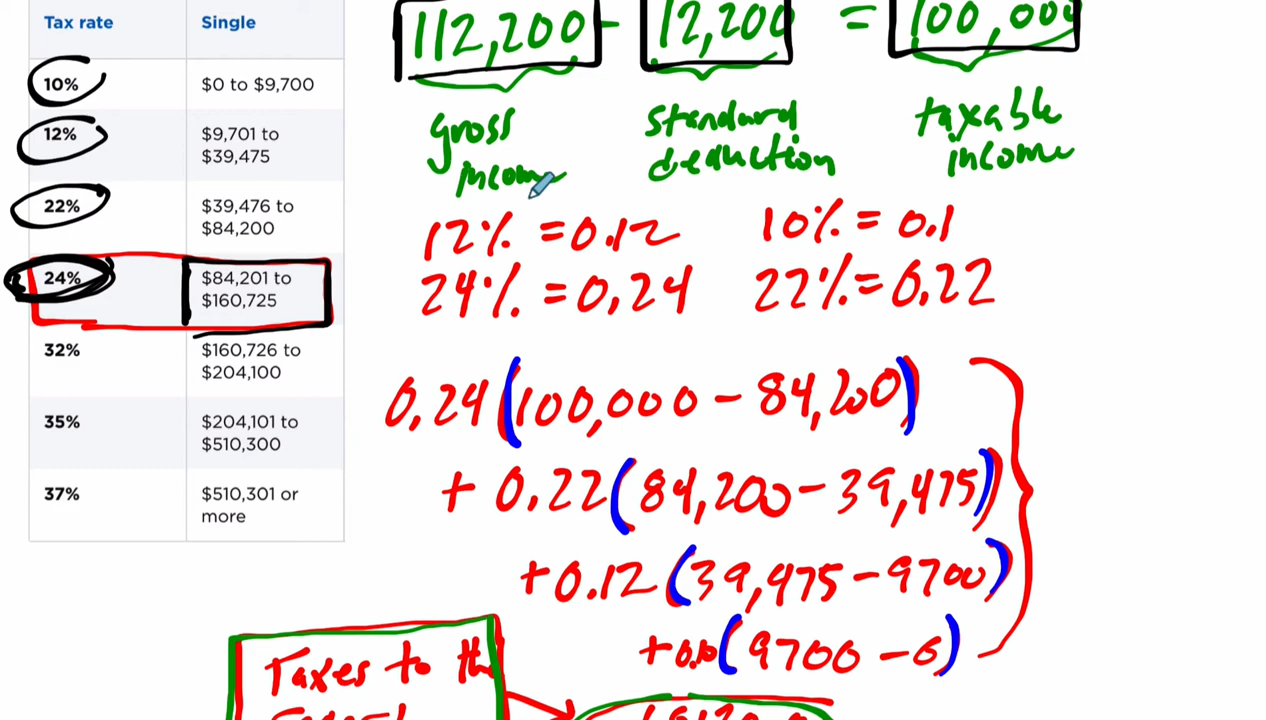 Tax rate Single
10% $0 to $9,700
12% $9,701 to
$39,475
22% $39,476 to
$84,200
24% $84,201 to
$160,725
32% $160,726 to
$204,100
35% $204,101 to
$510,300
37% $510,301 or
more
112,200 - 12,200 = 100,000
gross
income
standard
deduction
taxable
income
12% = 0.12 10% = 0.1
24% = 0.24 22% = 0.22
0.24(100,000 - 84,200)
+ 0.22(84,200 - 39,475)
+ 0.12(39,475 - 9700)
+ 0.10(9700 - 0)
Taxes to the